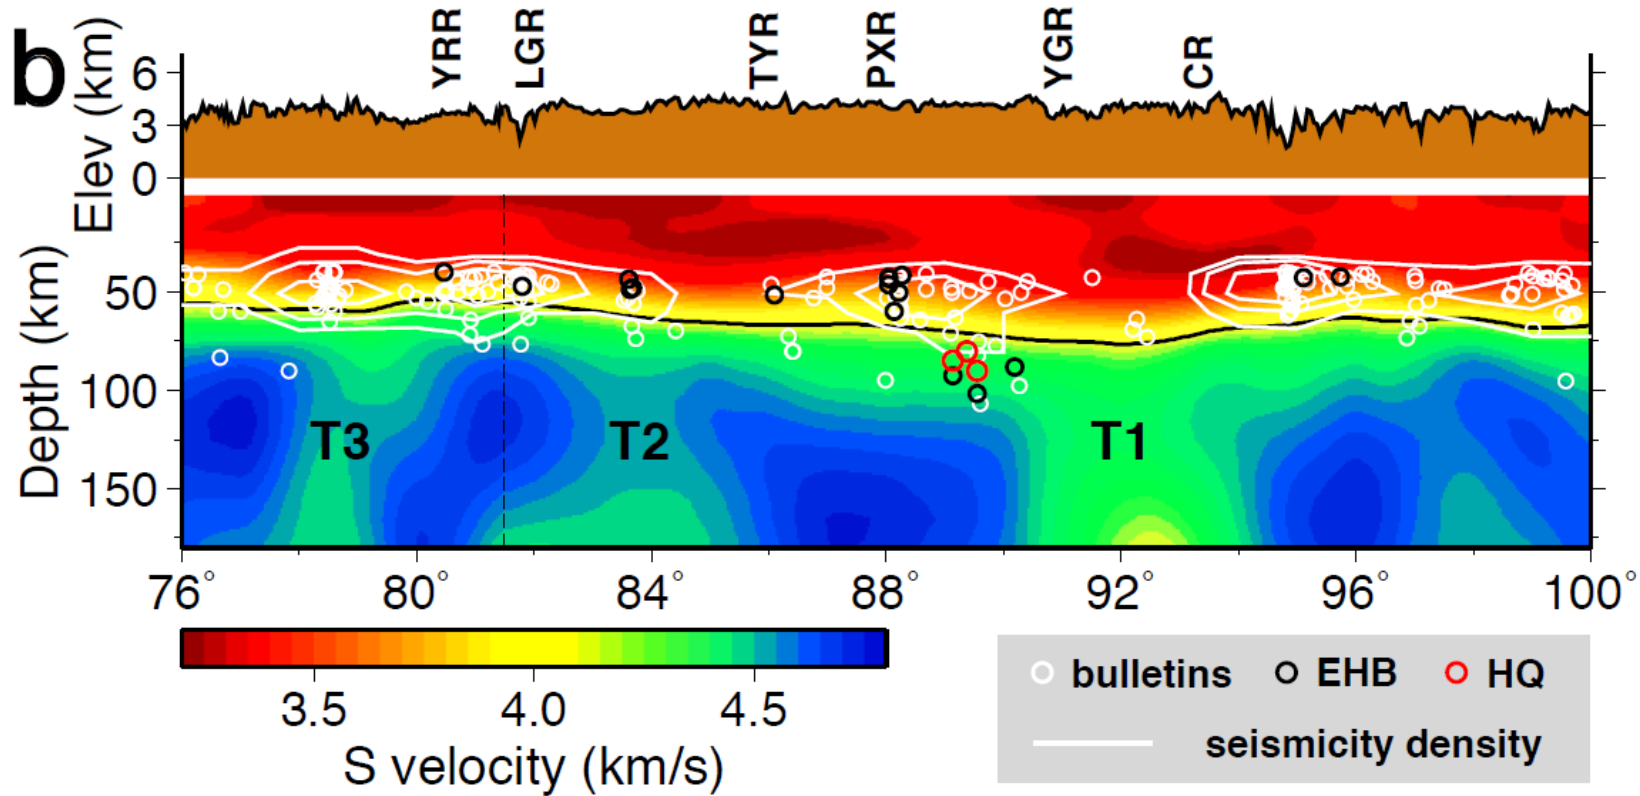 b
YRR
LGR
TYR
PXR
YGR
CR
Elev (km)
6
3
0
Depth (km)
50
100
150
T3
T2
T1
76° 80° 84° 88° 92° 96° 100°
3.5 4.0 4.5
S velocity (km/s)
bulletins EHB HQ
seismicity density